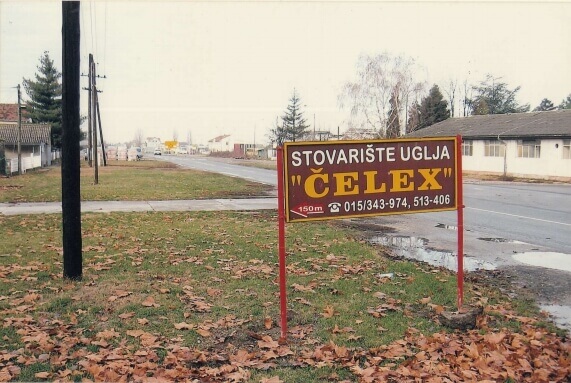 STOVARIŠTE UGLJA
"ČELEX"
150m ☎ 015/343-974, 513-406